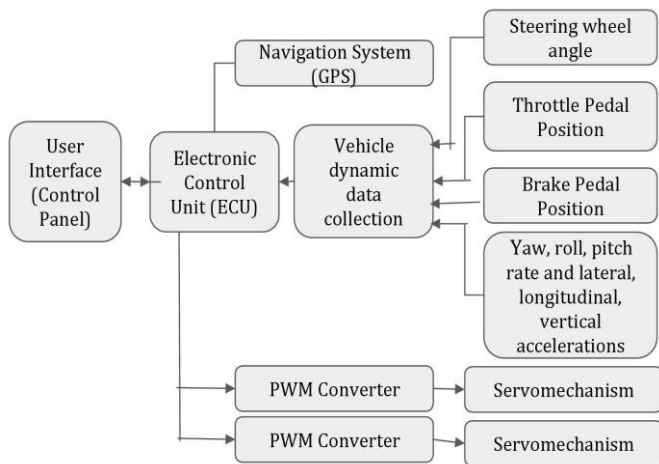 Steering wheel
angle
Navigation System
(GPS)
Throttle Pedal
Position
User
Interface
(Control
Panel)
Electronic
Control
Unit (ECU)
Vehicle
dynamic
data
collection
Brake Pedal
Position
Yaw, roll, pitch
rate and lateral,
longitudinal,
vertical
accelerations
PWM Converter
Servomechanism
PWM Converter
Servomechanism